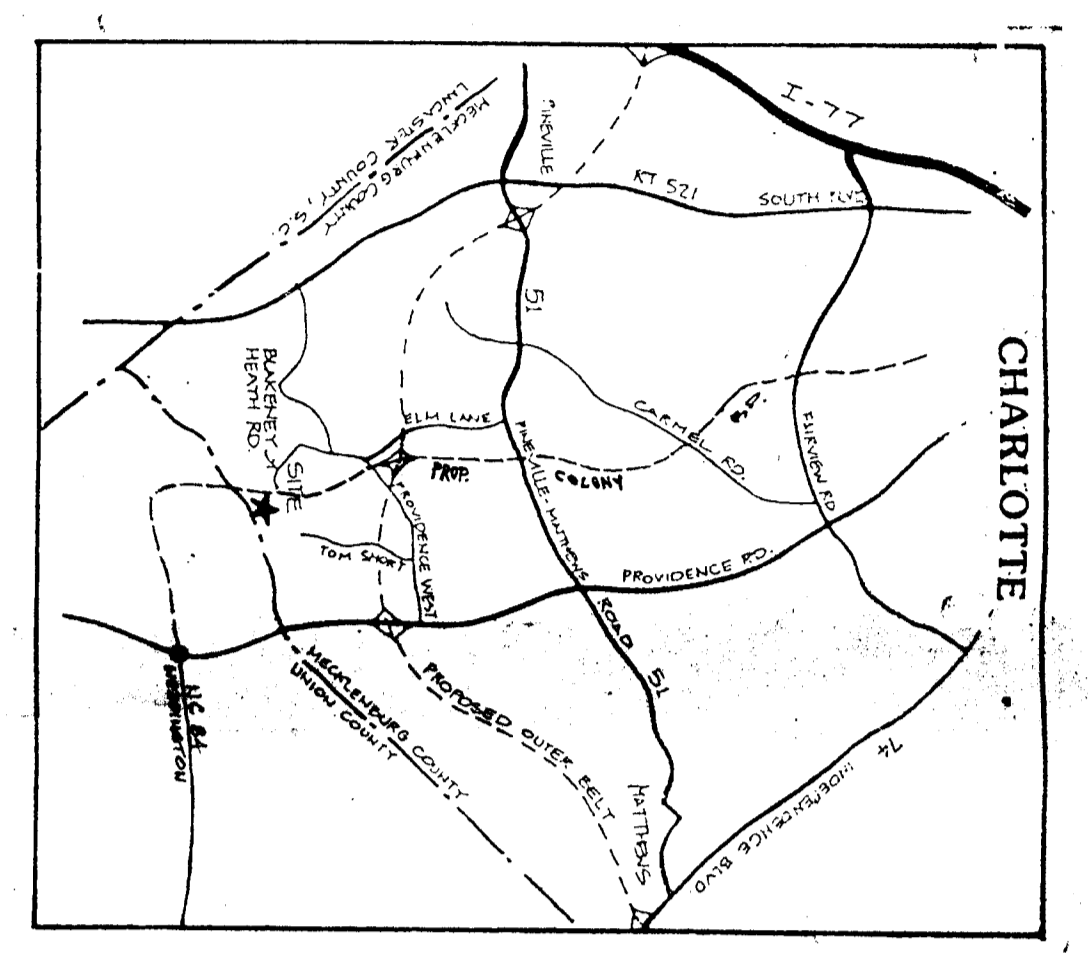 CHARLOTTE
I-77
PINEVILLE
RT 521
SOUTH BLVD
MECKLENBURG COUNTY
LANCASTER COUNTY, S.C.
51
BLAKENEY
HEATH RD.
SITE
ELM LANE
PROP.
COLONY
CARMEL RD.
FAIRVIEW RD
PROVIDENCE WEST
TOM SHORT
PINEVILLE-MATTHEWS
ROAD
51
PROVIDENCE RD.
MECKLENBURG COUNTY
UNION COUNTY
PROPOSED OUTER BELT
NC 84
MATTHEWS
74
INDEPENDENCE BLVD